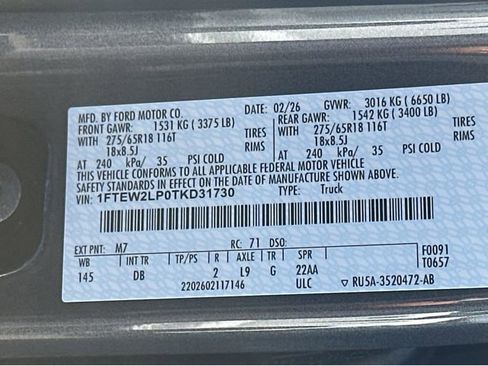 MFD. BY FORD MOTOR CO. DATE: 02/26 GVWR: 3016 KG ( 6650 LB)
FRONT GAWR: 1531 KG ( 3375 LB) REAR GAWR: 1542 KG ( 3400 LB)
WITH 275/65R18 116T TIRES WITH 275/65R18 116T TIRES
18x8.5J RIMS 18x8.5J RIMS
AT 240 kPa/ 35 PSI COLD AT 240 kPa/ 35 PSI COLD
THIS VEHICLE CONFORMS TO ALL APPLICABLE FEDERAL MOTOR VEHICLE
SAFETY STANDARDS IN EFFECT ON THE DATE OF MANUFACTURE SHOWN ABOVE.
VIN: 1FTEW2LP0TKD31730 TYPE: Truck
EXT PNT: M7 RC: 71 DSO: F0091
WB INT TR TP/PS R AXLE TR SPR T0657
145 DB 2 L9 G 22AA
2202602117146 ULC ▽ RU5A-3520472-AB